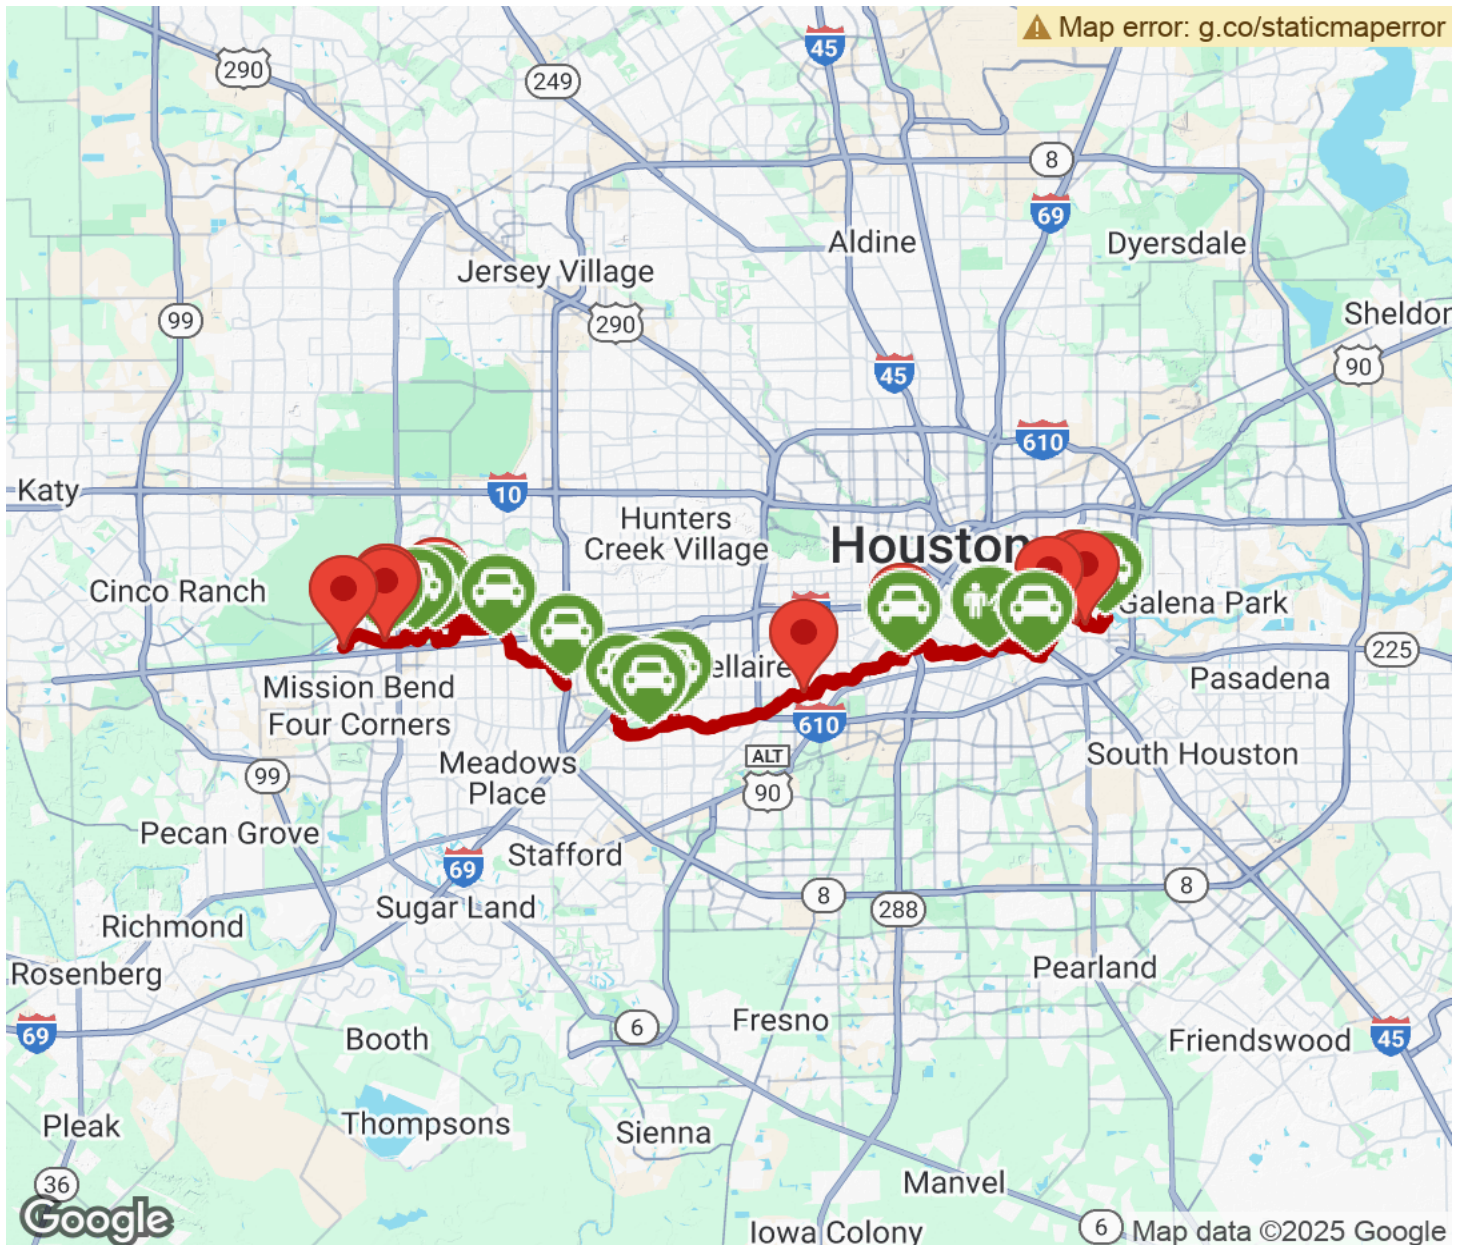 Map error: g.co/staticmaperror
45
290
249
8
69
Aldine
Dyersdale
Jersey Village
99
290
Sheldon
90
45
610
Katy
10
Hunters
Creek Village
Houston
Cinco Ranch
Galena Park
225
ellaire
Pasadena
Mission Bend
Four Corners
610
South Houston
Meadows
Place
ALT
90
99
Pecan Grove
Stafford
69
8
8
288
Sugar Land
Richmond
Rosenberg
Pearland
69
6
Fresno
Booth
Friendswood
45
Pleak
Thompsons
Sienna
36
Manvel
Google
Iowa Colony
6
Map data ©2025 Google